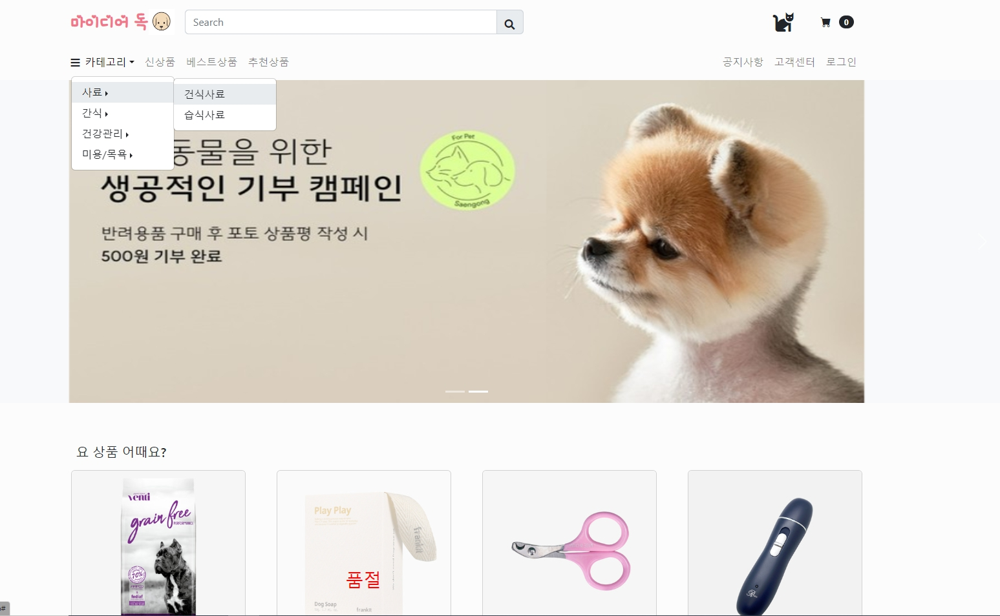 마이디어 독
Search
0
카테고리 신상품 베스트상품 추천상품 공지사항 고객센터 로그인
사료
간식
건강관리
미용/목욕
건식사료
습식사료
동물을 위한
생공적인 기부 캠페인
반려용품 구매 후 포토 상품평 작성 시
500원 기부 완료
For Pet
Saengong
요 상품 어때요?
venti
grain free
PERFORMANCE
70%
fediaf
Play Play
frankit
품절
Dog Soap
frankit
#